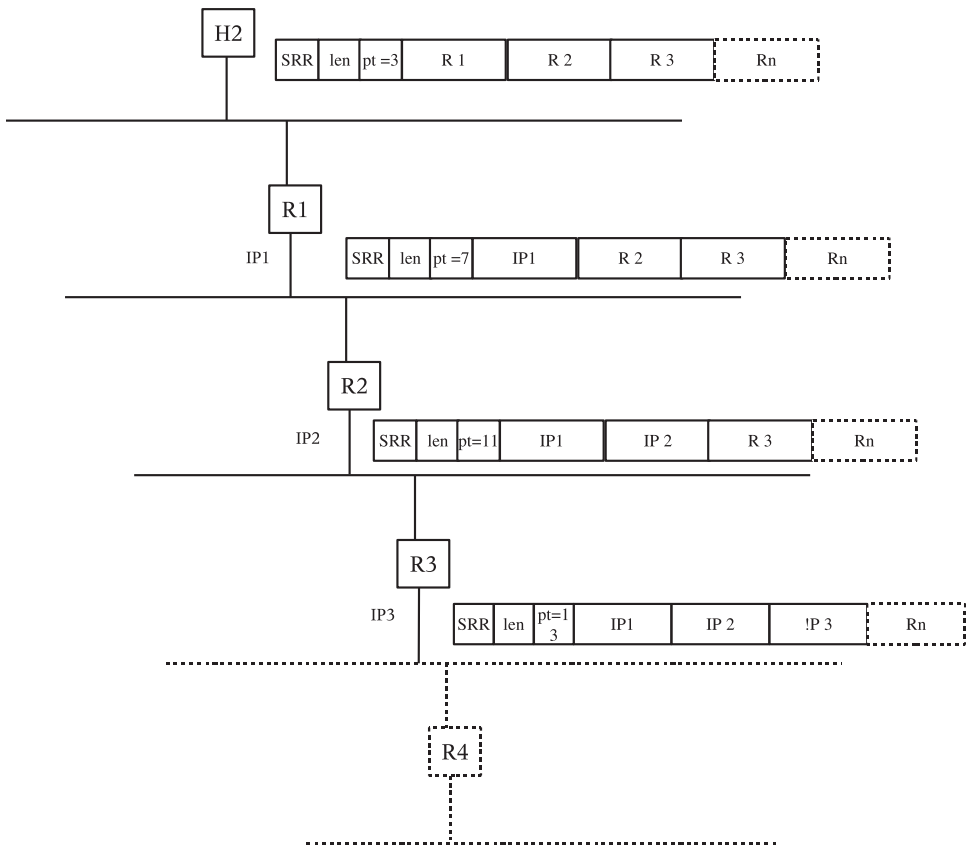 H2
SRR len pt =3 R 1 R 2 R 3 Rn
R1
IP1
SRR len pt =7 IP1 R 2 R 3 Rn
R2
IP2
SRR len pt=11 IP1 IP 2 R 3 Rn
R3
IP3
SRR len pt=1
3 IP1 IP 2 !P 3 Rn
R4